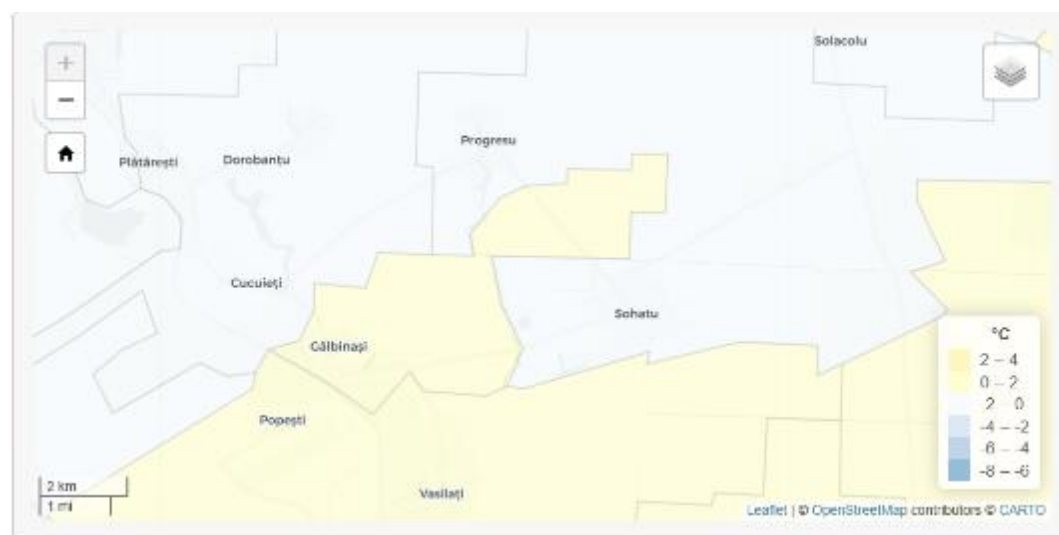 Solacolu
+
−
Progresu
Plătărești
Dorobanțu
Cucuieți
Sohatu
Gălbinași
Popești
Vasilați
°C
2 – 4
0 – 2
2 0
-4 – -2
-6 -4
-8 – -6
2 km
1 mi
Leaflet | © OpenStreetMap contributors © CARTO